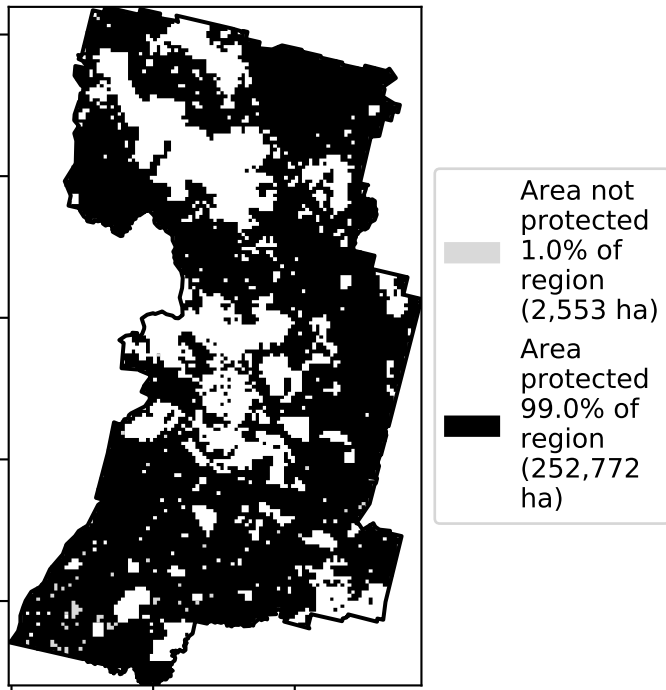 Area not
protected
1.0% of
region
(2,553 ha)
Area
protected
99.0% of
region
(252,772
ha)